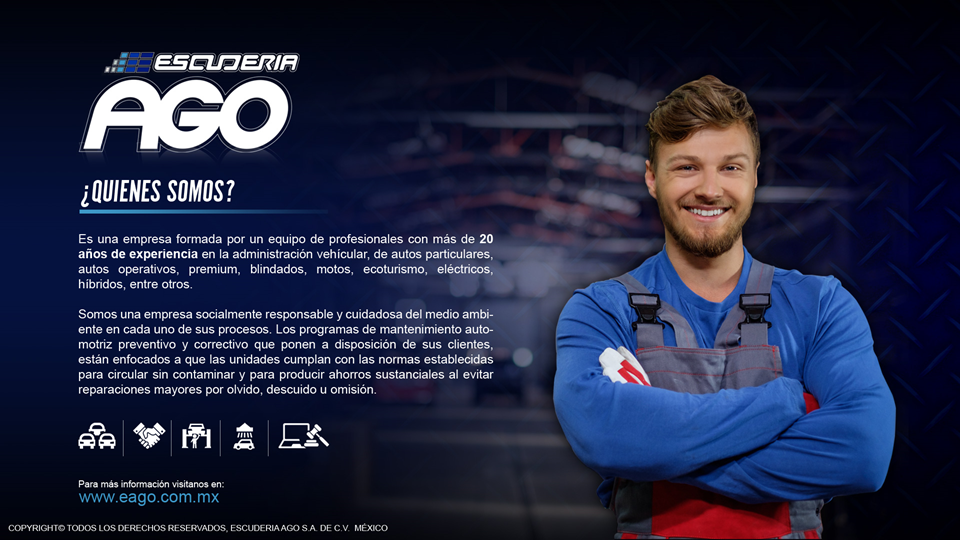 ESCUDERIA
AGO
¿QUIENES SOMOS?
Es una empresa formada por un equipo de profesionales con más de 20
años de experiencia en la administración vehícular, de autos particulares,
autos operativos, premium, blindados, motos, ecoturismo, eléctricos,
híbridos, entre otros.
Somos una empresa socialmente responsable y cuidadosa del medio ambi-
ente en cada uno de sus procesos. Los programas de mantenimiento auto-
motriz preventivo y correctivo que ponen a disposición de sus clientes,
están enfocados a que las unidades cumplan con las normas establecidas
para circular sin contaminar y para producir ahorros sustanciales al evitar
reparaciones mayores por olvido, descuido u omisión.
Para más información visitanos en:
www.eago.com.mx
COPYRIGHT© TODOS LOS DERECHOS RESERVADOS, ESCUDERIA AGO S.A. DE C.V. MÉXICO